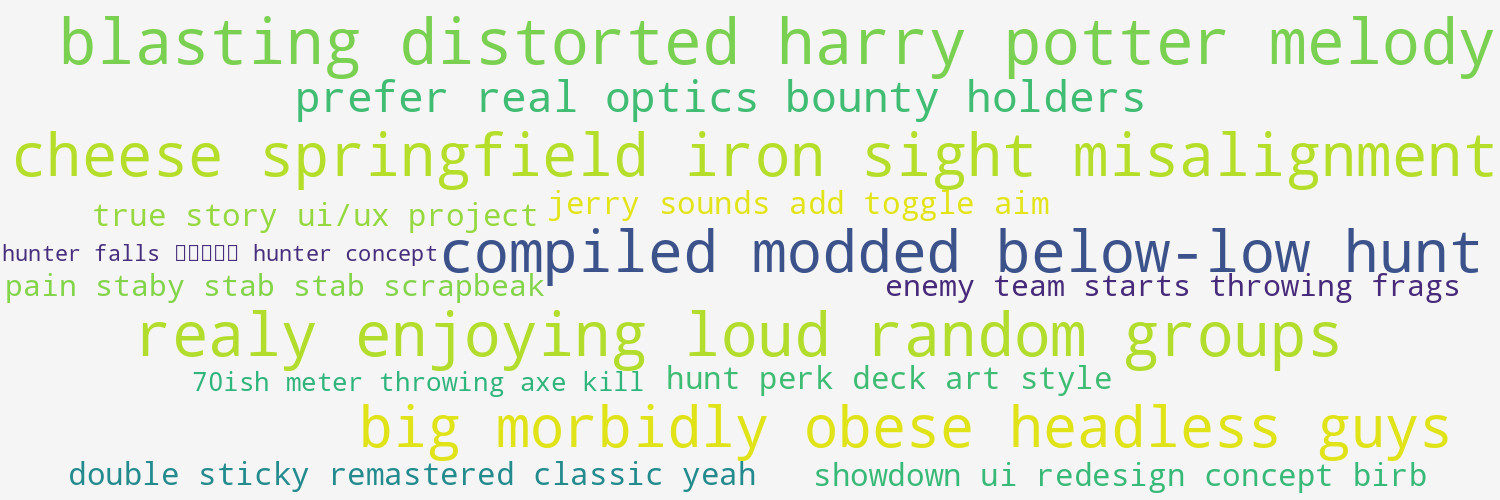 blasting distorted harry potter melody
prefer real optics bounty holders
cheese springfield iron sight misalignment
jerry sounds add toggle aim
true story ui/ux project
compiled modded below-low hunt
hunter falls hunter concept
pain staby stab stab scrapbeak
enemy team starts throwing frags
realy enjoying loud random groups
70ish meter throwing axe kill
hunt perk deck art style
big morbidly obese headless guys
double sticky remastered classic yeah
showdown ui redesign concept birb